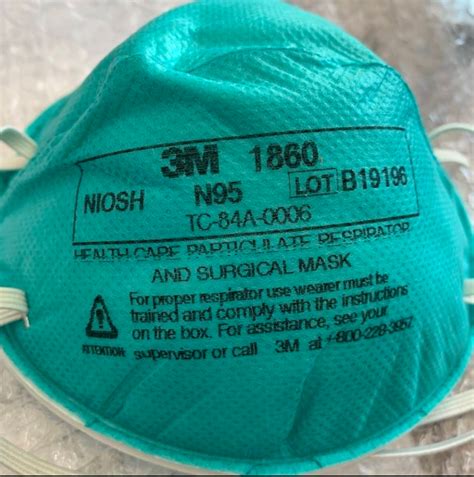 3M 1860
NIOSH N95 LOT B19196
TC-84A-0006
HEALTH CARE PARTICULATE RESPIRATOR
AND SURGICAL MASK
For proper respirator use wearer must be
trained and comply with the instructions
on the box. For assistance, see your
ATTENTION: supervisor or call 3M at 1-800-228-3957